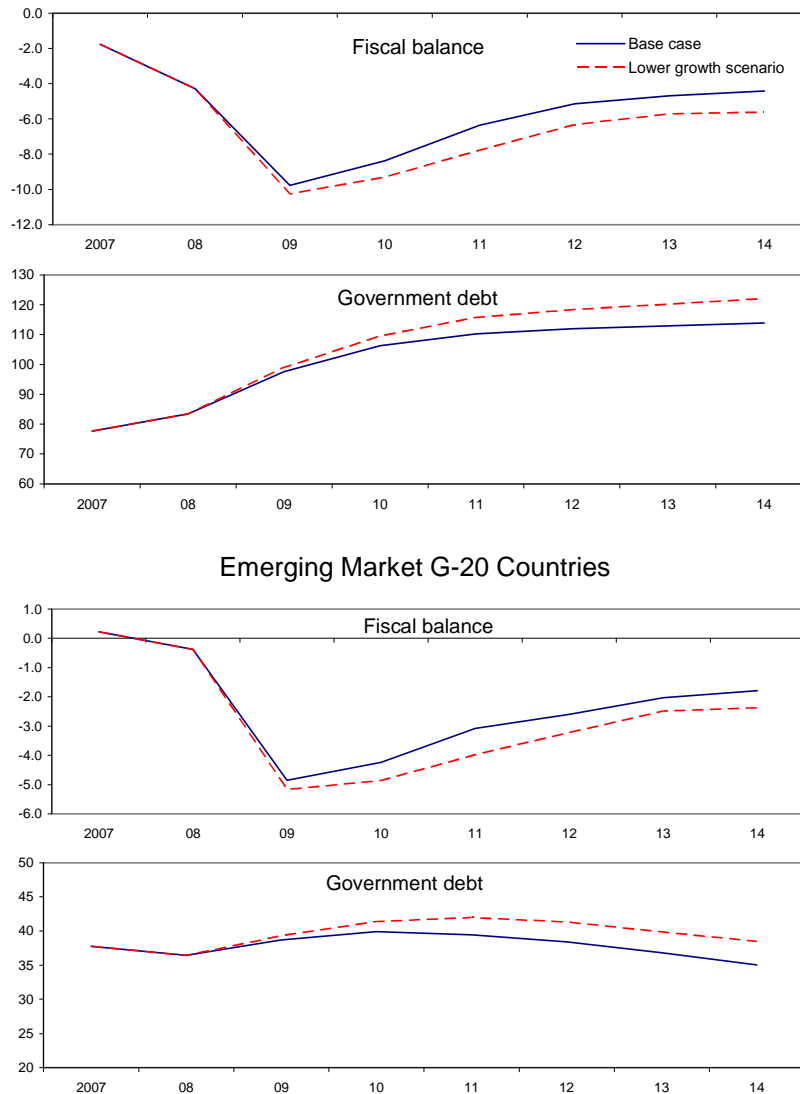 0.0
-2.0
-4.0
-6.0
-8.0
-10.0
-12.0
Fiscal balance
Base case
Lower growth scenario
2007 08 09 10 11 12 13 14
130
120
110
100
90
80
70
60
Government debt
2007 08 09 10 11 12 13 14
Emerging Market G-20 Countries
1.0
0.0
-1.0
-2.0
-3.0
-4.0
-5.0
-6.0
Fiscal balance
2007 08 09 10 11 12 13 14
50
45
40
35
30
25
20
Government debt
2007 08 09 10 11 12 13 14